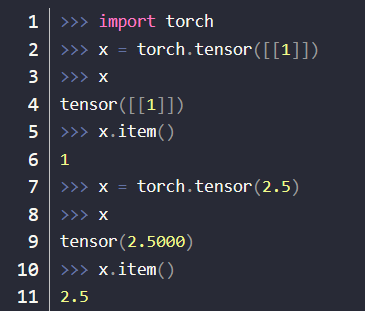 1 >>> import torch
2 >>> x = torch.tensor([[1]])
3 >>> x
4 tensor([[1]])
5 >>> x.item()
6 1
7 >>> x = torch.tensor(2.5)
8 >>> x
9 tensor(2.5000)
10 >>> x.item()
11 2.5